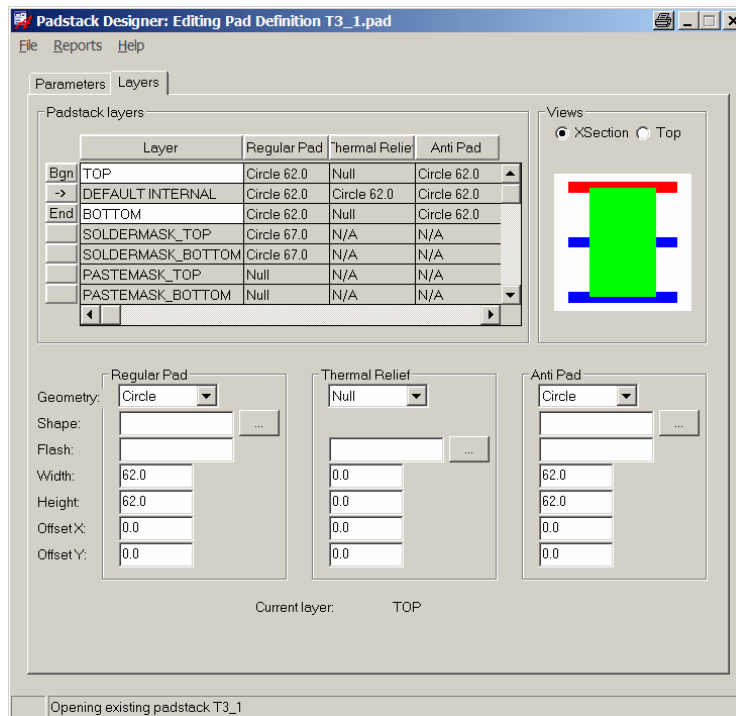 Padstack Designer: Editing Pad Definition T3_1.pad
File Reports Help
Parameters Layers
Padstack layers
Views
XSection Top
Layer Regular Pad Thermal Relie Anti Pad
Bgn TOP Circle 62.0 Null Circle 62.0
-> DEFAULT INTERNAL Circle 62.0 Circle 62.0 Circle 62.0
End BOTTOM Circle 62.0 Null Circle 62.0
SOLDERMASK_TOP Circle 67.0 N/A N/A
SOLDERMASK_BOTTOM Circle 67.0 N/A N/A
PASTEMASK_TOP Null N/A N/A
PASTEMASK_BOTTOM Null N/A N/A
Regular Pad Thermal Relief Anti Pad
Geometry: Circle Null Circle
Shape: ... ...
Flash: ...
Width: 62.0 0.0 62.0
Height: 62.0 0.0 62.0
Offset X: 0.0 0.0 0.0
Offset Y: 0.0 0.0 0.0
Current layer: TOP
Opening existing padstack T3_1